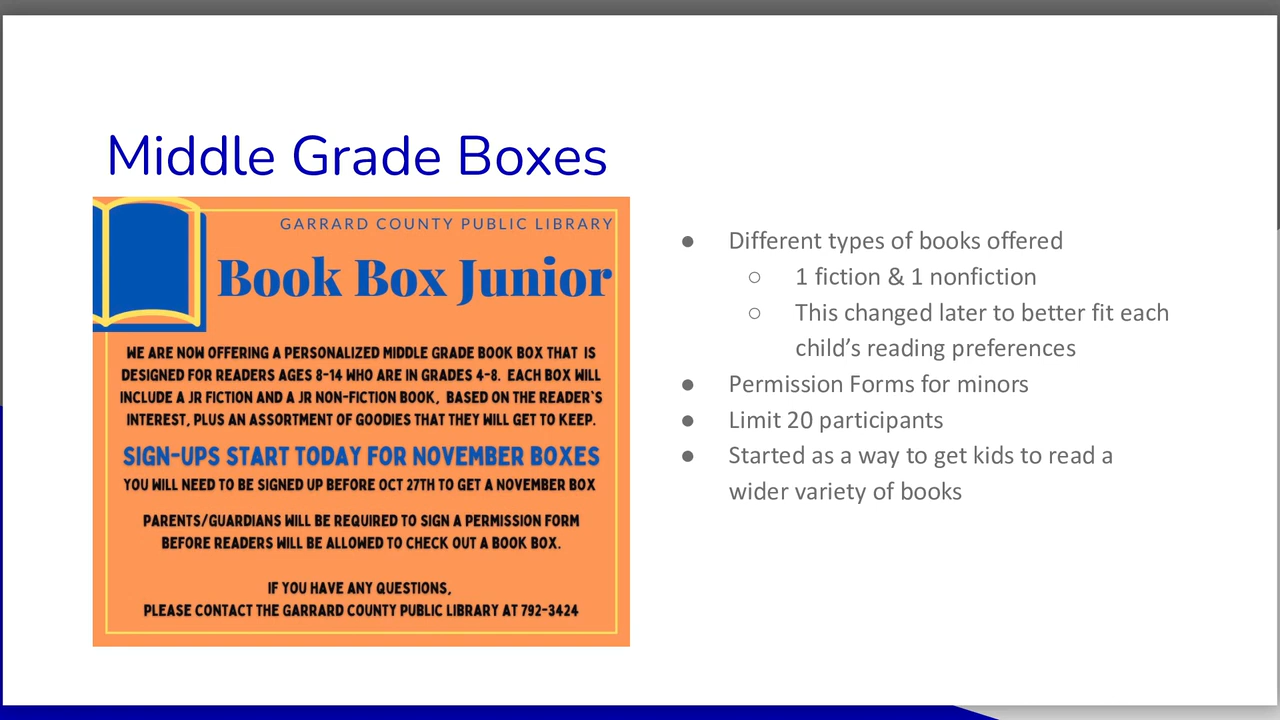 Middle Grade Boxes
GARRARD COUNTY PUBLIC LIBRARY
Book Box Junior
WE ARE NOW OFFERING A PERSONALIZED MIDDLE GRADE BOOK BOX THAT IS
DESIGNED FOR READERS AGES 8-14 WHO ARE IN GRADES 4-8. EACH BOX WILL
INCLUDE A JR FICTION AND A JR NON-FICTION BOOK, BASED ON THE READER'S
INTEREST, PLUS AN ASSORTMENT OF GOODIES THAT THEY WILL GET TO KEEP.
SIGN-UPS START TODAY FOR NOVEMBER BOXES
YOU WILL NEED TO BE SIGNED UP BEFORE OCT 27TH TO GET A NOVEMBER BOX
PARENTS/GUARDIANS WILL BE REQUIRED TO SIGN A PERMISSION FORM
BEFORE READERS WILL BE ALLOWED TO CHECK OUT A BOOK BOX.
IF YOU HAVE ANY QUESTIONS,
PLEASE CONTACT THE GARRARD COUNTY PUBLIC LIBRARY AT 792-3424
● Different types of books offered
○ 1 fiction & 1 nonfiction
○ This changed later to better fit each
child’s reading preferences
● Permission Forms for minors
● Limit 20 participants
● Started as a way to get kids to read a
wider variety of books